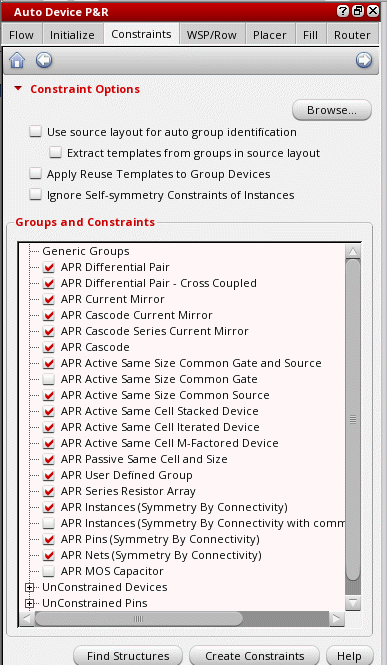 Auto Device P&R
Flow Initialize Constraints WSP/Row Placer Fill Router
Constraint Options
Browse...
Use source layout for auto group identification
Extract templates from groups in source layout
Apply Reuse Templates to Group Devices
Ignore Self-symmetry Constraints of Instances
Groups and Constraints
Generic Groups
APR Differential Pair
APR Differential Pair - Cross Coupled
APR Current Mirror
APR Cascode Current Mirror
APR Cascode Series Current Mirror
APR Cascode
APR Active Same Size Common Gate and Source
APR Active Same Size Common Gate
APR Active Same Size Common Source
APR Active Same Cell Stacked Device
APR Active Same Cell Iterated Device
APR Active Same Cell M-Factored Device
APR Passive Same Cell and Size
APR User Defined Group
APR Series Resistor Array
APR Instances (Symmetry By Connectivity)
APR Instances (Symmetry By Connectivity with comm
APR Pins (Symmetry By Connectivity)
APR Nets (Symmetry By Connectivity)
APR MOS Capacitor
UnConstrained Devices
UnConstrained Pins
Find Structures Create Constraints Help